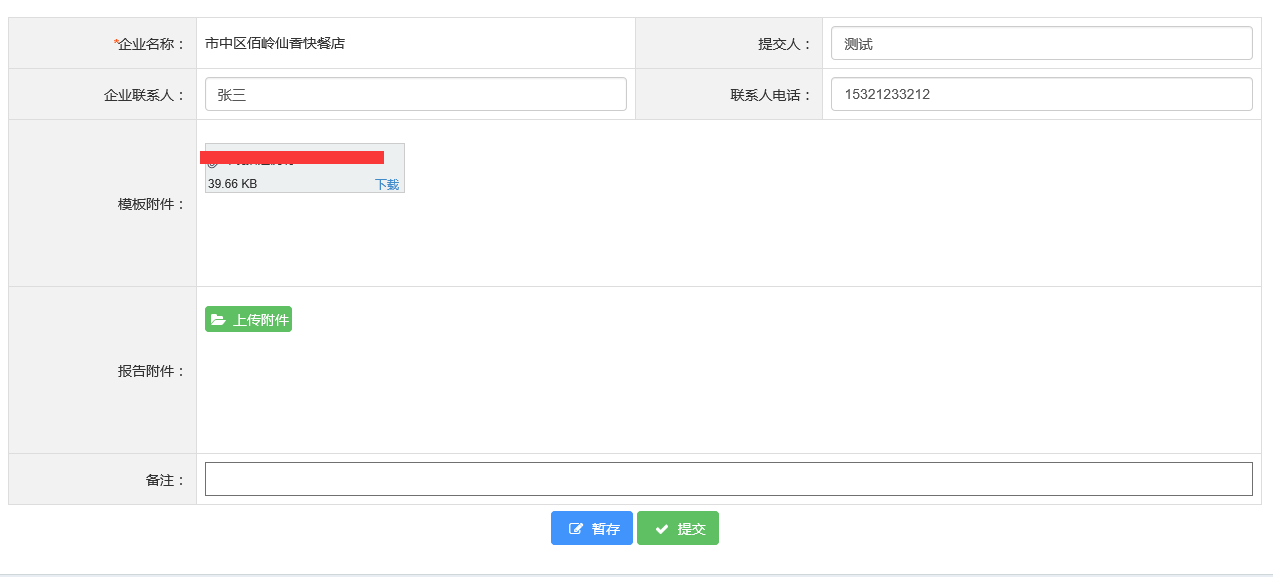 *企业名称：
市中区佰岭仙香快餐店
提交人：
测试
企业联系人：
张三
联系人电话：
15321233212
模板附件：
39.66 KB
下载
报告附件：
上传附件
备注：
暂存
提交